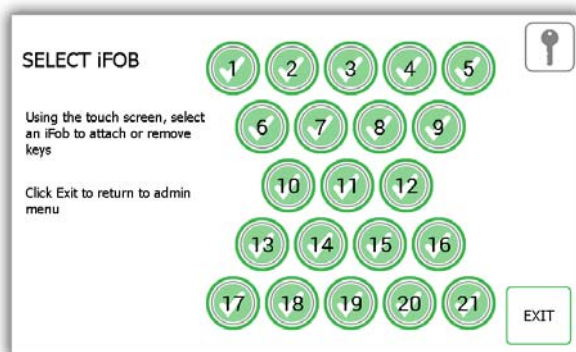 SELECT iFOB
Using the touch screen, select
an iFob to attach or remove
keys
Click Exit to return to admin
menu
1 2 3 4 5
6 7 8 9
10 11 12
13 14 15 16
17 18 19 20 21
EXIT